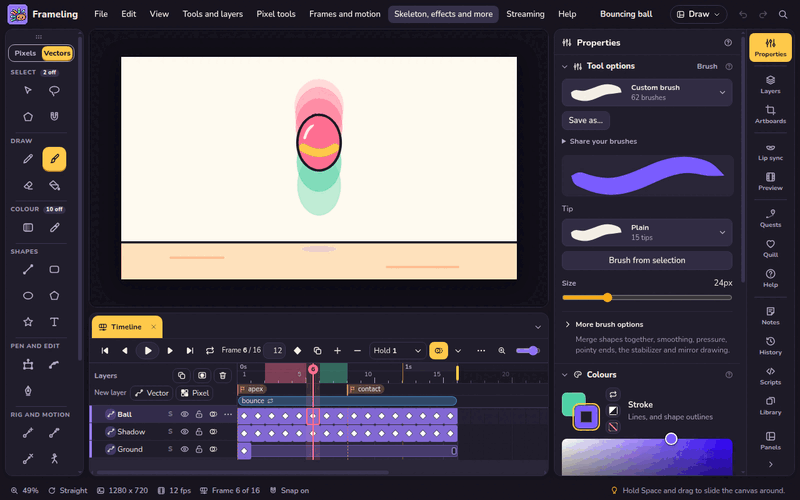 Frameling
File Edit View Tools and layers Pixel tools Frames and motion Skeleton, effects and more Streaming Help
Bouncing ball
Draw
Pixels Vectors
SELECT 2 off
DRAW
COLOUR 10 off
SHAPES
PEN AND EDIT
RIG AND MOTION
Timeline
Frame 6 / 16 12 Hold 1
Layers
New layer Vector Pixel
0s 1s
1 5 6 10 15 20
apex contact
bounce
Ball S
Shadow S
Ground S
Properties
Tool options Brush
Custom brush
62 brushes
Save as...
Share your brushes
Tip
Plain
15 tips
Brush from selection
Size 24px
More brush options
Merge shapes together, smoothing, pressure,
pointy ends, the stabilizer and mirror drawing.
Colours
Stroke
Lines, and shape outlines
Properties
Layers
Artboards
Lip sync
Preview
Quests
Quill
Help
Notes
History
Scripts
Library
Panels
49% Straight 1280 x 720 12 fps Frame 6 of 16 Snap on
Hold Space and drag to slide the canvas around.